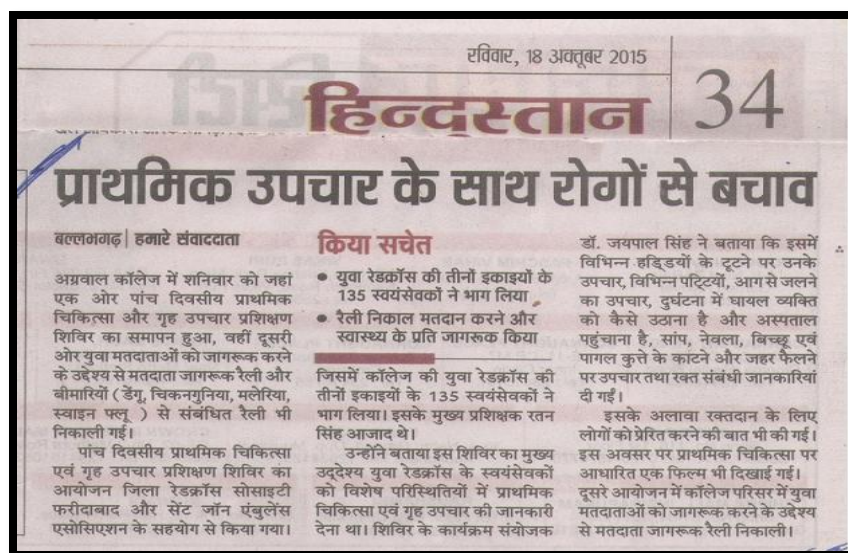 रविवार, 18 अक्तूबर 2015
हिन्दुस्तान
34
प्राथमिक उपचार के साथ रोगों से बचाव
बल्लभगढ़| हमारे संवाददाता
अग्रवाल कॉलेज में शनिवार को जहां
एक ओर पांच दिवसीय प्राथमिक
चिकित्सा और गृह उपचार प्रशिक्षण
शिविर का समापन हुआ, वहीं दूसरी
ओर युवा मतदाताओं को जागरूक करने
के उद्देश्य से मतदाता जागरूक रैली और
बीमारियों ( डेंगू, चिकनगुनिया, मलेरिया,
स्वाइन फ्लू ) से संबंधित रैली भी
निकाली गई।
पांच दिवसीय प्राथमिक चिकित्सा
एवं गृह उपचार प्रशिक्षण शिविर का
आयोजन जिला रेडक्रॉस सोसाइटी
फरीदाबाद और सेंट जॉन एंबुलेंस
एसोसिएशन के सहयोग से किया गया।
किया सचेत
● युवा रेडक्रॉस की तीनों इकाइयों के
135 स्वयंसेवकों ने भाग लिया
● रैली निकाल मतदान करने और
स्वास्थ्य के प्रति जागरूक किया
जिसमें कॉलेज की युवा रेडक्रॉस की
तीनों इकाइयों के 135 स्वयंसेवकों ने
भाग लिया। इसके मुख्य प्रशिक्षक रतन
सिंह आजाद थे।
उन्होंने बताया इस शिविर का मुख्य
उद्देश्य युवा रेडक्रॉस के स्वयंसेवकों
को विशेष परिस्थितियों में प्राथमिक
चिकित्सा एवं गृह उपचार की जानकारी
देना था। शिविर के कार्यक्रम संयोजक
डॉ. जयपाल सिंह ने बताया कि इसमें
विभिन्न हड्डियों के टूटने पर उनके
उपचार, विभिन्न पट्टियों, आग से जलने
का उपचार, दुर्घटना में घायल व्यक्ति
को कैसे उठाना है और अस्पताल
पहुंचाना है, सांप, नेवला, बिच्छू एवं
पागल कुत्ते के कांटने और जहर फैलने
पर उपचार तथा रक्त संबंधी जानकारियां
दी गईं।
इसके अलावा रक्तदान के लिए
लोगों को प्रेरित करने की बात भी की गई।
इस अवसर पर प्राथमिक चिकित्सा पर
आधारित एक फिल्म भी दिखाई गई।
दूसरे आयोजन में कॉलेज परिसर में युवा
मतदाताओं को जागरूक करने के उद्देश्य
से मतदाता जागरूक रैली निकाली।